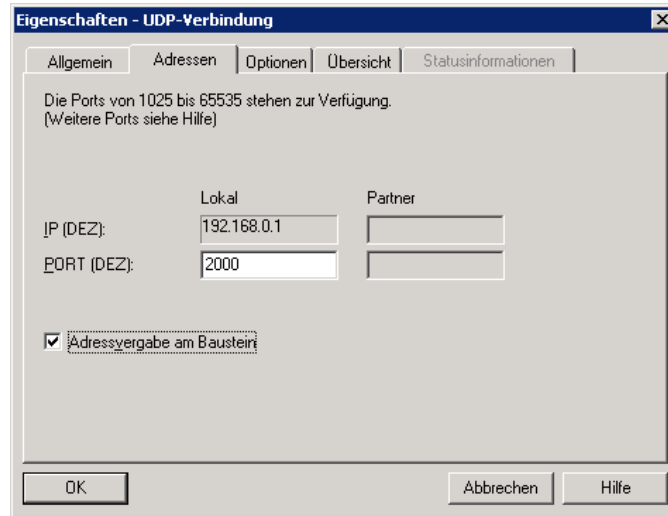 Eigenschaften - UDP-Verbindung
Allgemein Adressen Optionen Übersicht Statusinformationen
Die Ports von 1025 bis 65535 stehen zur Verfügung.
(Weitere Ports siehe Hilfe)
Lokal Partner
IP (DEZ): 192.168.0.1
PORT (DEZ): 2000
Adressvergabe am Baustein
OK Abbrechen Hilfe